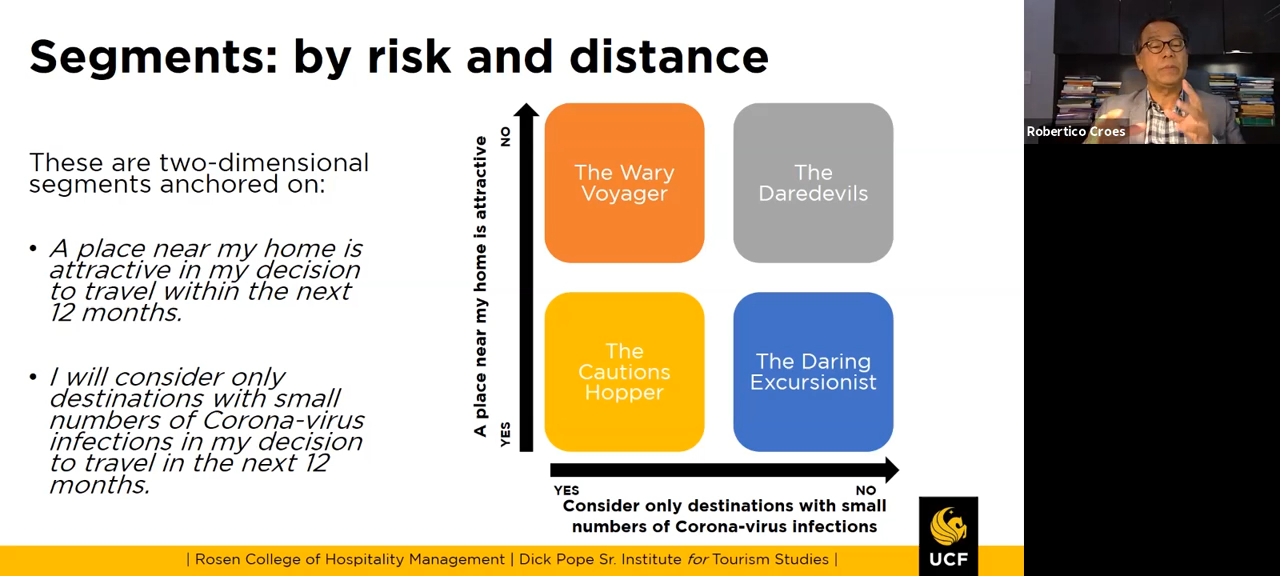 Segments: by risk and distance
These are two-dimensional
segments anchored on:
• A place near my home is
attractive in my decision
to travel within the next
12 months.
• I will consider only
destinations with small
numbers of Corona-virus
infections in my decision
to travel in the next 12
months.
A place near my home is attractive
NO
YES
The Wary
Voyager
The
Daredevils
The
Cautions
Hopper
The Daring
Excursionist
YES
NO
Consider only destinations with small
numbers of Corona-virus infections
| Rosen College of Hospitality Management | Dick Pope Sr. Institute for Tourism Studies |
UCF
Robertico Croes